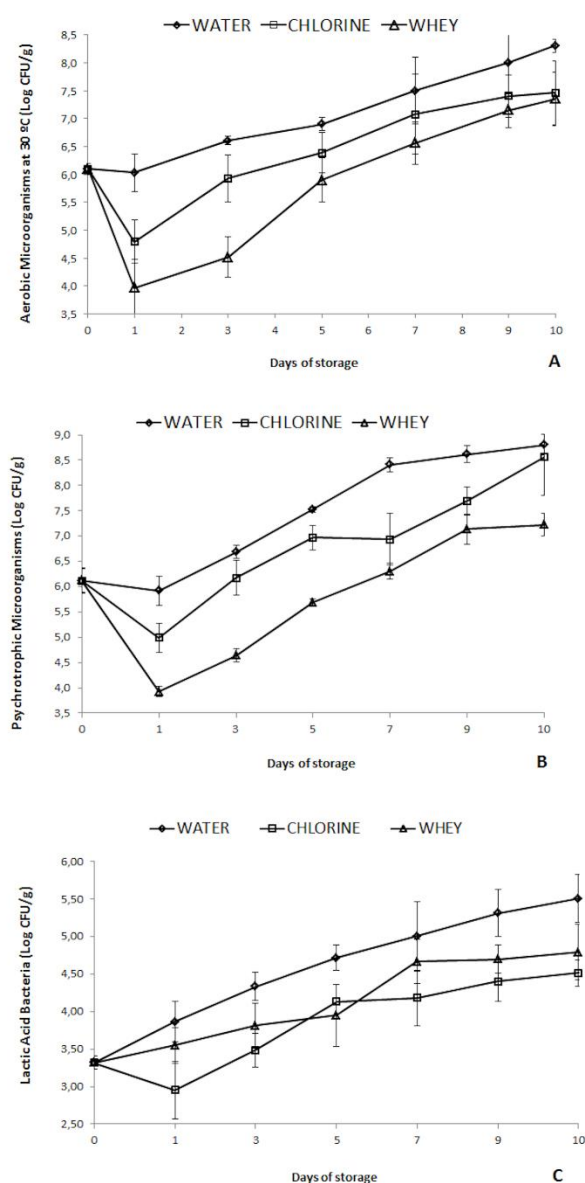 WATER CHLORINE WHEY
Aerobic Microorganisms at 30 ºC (Log CFU/g)
8,5
8,0
7,5
7,0
6,5
6,0
5,5
5,0
4,5
4,0
3,5
0 1 2 3 4 5 6 7 8 9 10
Days of storage
A
WATER CHLORINE WHEY
Psychrotrophic Microorganisms (Log CFU/g)
9,0
8,5
8,0
7,5
7,0
6,5
6,0
5,5
5,0
4,5
4,0
3,5
0 1 3 5 7 9 10
Days of storage
B
WATER CHLORINE WHEY
Lactic Acid Bacteria (Log CFU/g)
6,00
5,50
5,00
4,50
4,00
3,50
3,00
2,50
0 1 3 5 7 9 10
Days of storage
C